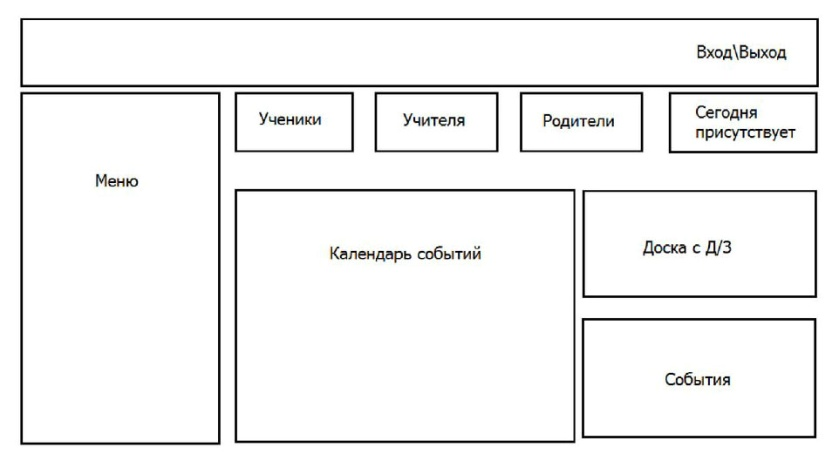 Вход\Выход
Ученики
Учителя
Родители
Сегодня
присутствует
Меню
Календарь событий
Доска с Д/З
События